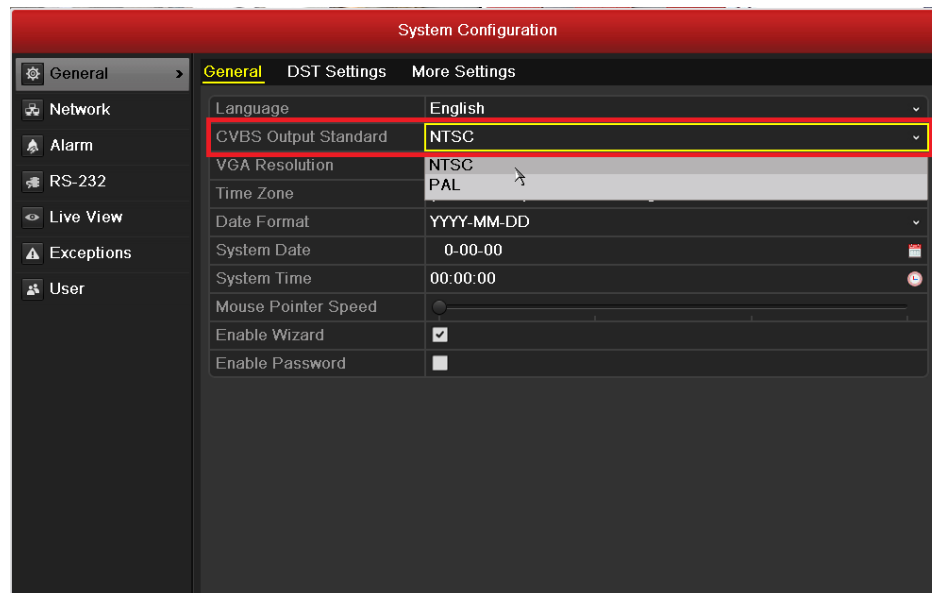 System Configuration
General
Network
Alarm
RS-232
Live View
Exceptions
User
General DST Settings More Settings
Language English
CVBS Output Standard NTSC
VGA Resolution NTSC
PAL
Time Zone
Date Format YYYY-MM-DD
System Date 0-00-00
System Time 00:00:00
Mouse Pointer Speed
Enable Wizard
Enable Password